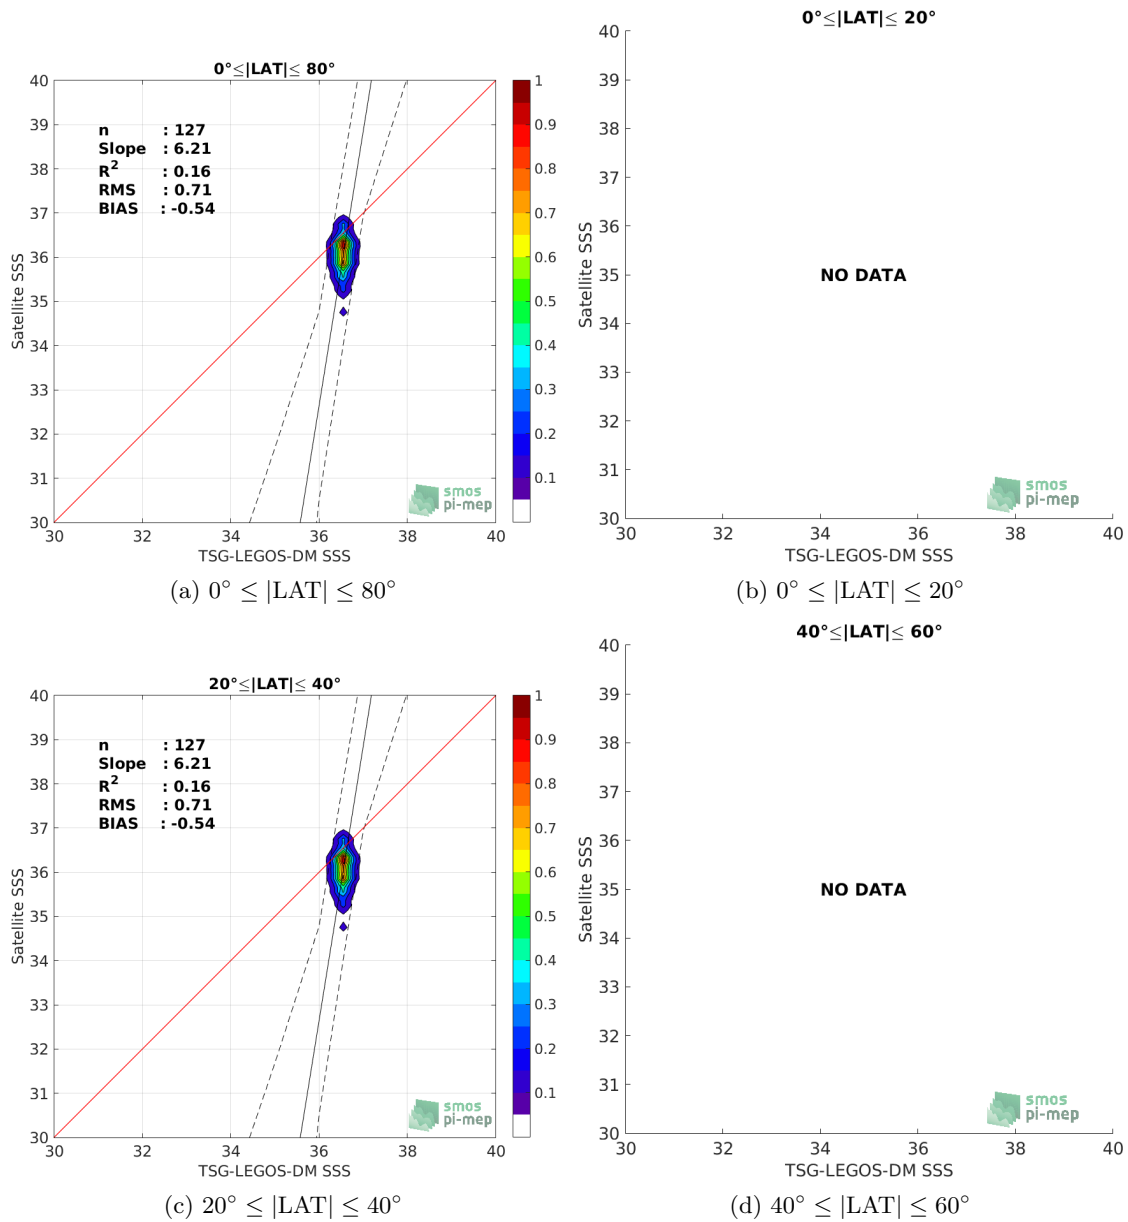 0°≤|LAT|≤ 80°
40
39
38
37
36
35
34
33
32
31
30
Satellite SSS
n : 127
Slope : 6.21
R² : 0.16
RMS : 0.71
BIAS : -0.54
1
0.9
0.8
0.7
0.6
0.5
0.4
0.3
0.2
0.1
smos
pi-mep
30 32 34 36 38 40
TSG-LEGOS-DM SSS
(a) 0° ≤ |LAT| ≤ 80°
0°≤|LAT|≤ 20°
40
39
38
37
36
35
34
33
32
31
30
Satellite SSS
NO DATA
smos
pi-mep
30 32 34 36 38 40
TSG-LEGOS-DM SSS
(b) 0° ≤ |LAT| ≤ 20°
20°≤|LAT|≤ 40°
40
39
38
37
36
35
34
33
32
31
30
Satellite SSS
n : 127
Slope : 6.21
R² : 0.16
RMS : 0.71
BIAS : -0.54
1
0.9
0.8
0.7
0.6
0.5
0.4
0.3
0.2
0.1
smos
pi-mep
30 32 34 36 38 40
TSG-LEGOS-DM SSS
(c) 20° ≤ |LAT| ≤ 40°
40°≤|LAT|≤ 60°
40
39
38
37
36
35
34
33
32
31
30
Satellite SSS
NO DATA
smos
pi-mep
30 32 34 36 38 40
TSG-LEGOS-DM SSS
(d) 40° ≤ |LAT| ≤ 60°